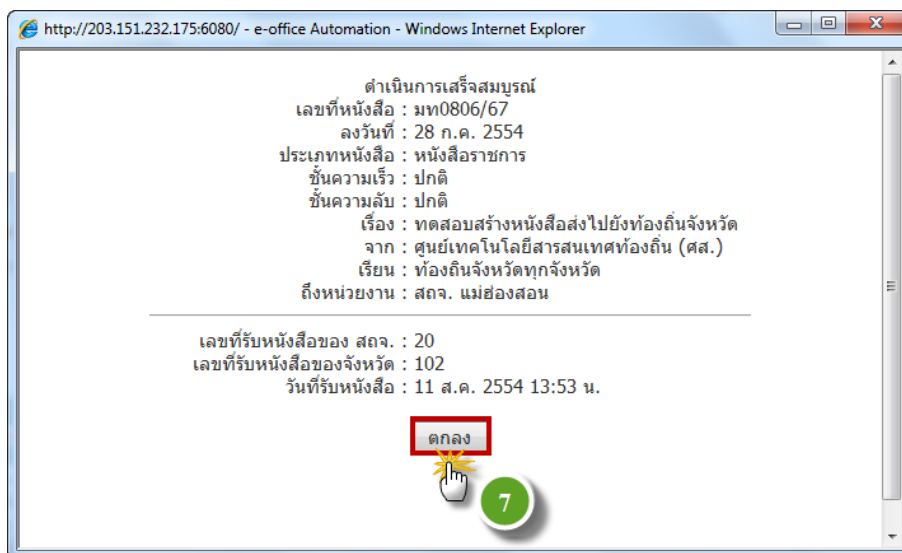 http://203.151.232.175:6080/ - e-office Automation - Windows Internet Explorer
ดำเนินการเสร็จสมบูรณ์
เลขที่หนังสือ : มท0806/67
ลงวันที่ : 28 ก.ค. 2554
ประเภทหนังสือ : หนังสือราชการ
ชั้นความเร็ว : ปกติ
ชั้นความลับ : ปกติ
เรื่อง : ทดสอบสร้างหนังสือส่งไปยังท้องถิ่นจังหวัด
จาก : ศูนย์เทคโนโลยีสารสนเทศท้องถิ่น (ศส.)
เรียน : ท้องถิ่นจังหวัดทุกจังหวัด
ถึงหน่วยงาน : สถจ. แม่ฮ่องสอน
เลขที่รับหนังสือของ สถจ. : 20
เลขที่รับหนังสือของจังหวัด : 102
วันที่รับหนังสือ : 11 ส.ค. 2554 13:53 น.
ตกลง
7